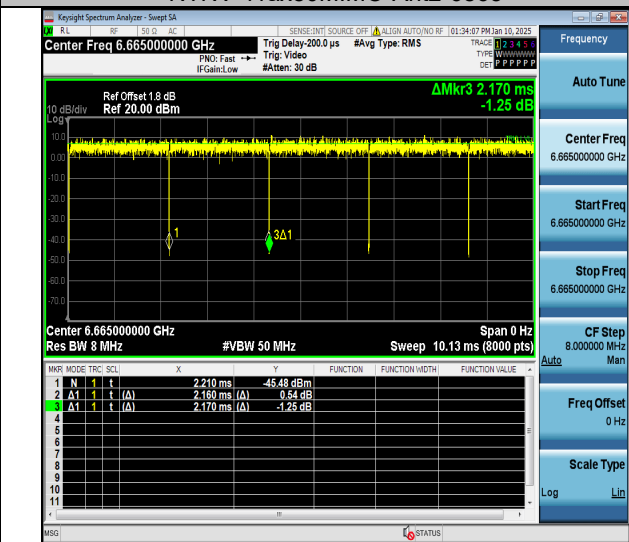 Keysight Spectrum Analyzer - Swept SA
RL RF 50 Ω AC SENSE:INT SOURCE OFF ALIGN AUTO/NO RF 01:34:07 PM Jan 10, 2025
Center Freq 6.665000000 GHz
Trig Delay-200.0 µs #Avg Type: RMS
TRACE 1 2 3 4 5 6
PNO: Fast Trig: Video
TYPE WWWWWW
IFGain:Low #Atten: 30 dB
DET P P P P P P
Frequency
Auto Tune
Ref Offset 1.8 dB
ΔMkr3 2.170 ms
10 dB/div Ref 20.00 dBm
-1.25 dB
Log
10.0
0.00
-10.0
-20.0
-30.0
-40.0
-50.0
-60.0
-70.0
1
3Δ1
Center Freq
6.665000000 GHz
Start Freq
6.665000000 GHz
Stop Freq
6.665000000 GHz
Center 6.665000000 GHz Span 0 Hz
Res BW 8 MHz #VBW 50 MHz Sweep 10.13 ms (8000 pts)
CF Step
8.000000 MHz
Auto Man
MKR MODE TRC SCL X Y FUNCTION FUNCTION WIDTH FUNCTION VALUE
1 N 1 t 2.210 ms -45.48 dBm
2 Δ1 1 t (Δ) 2.160 ms (Δ) 0.54 dB
3 Δ1 1 t (Δ) 2.170 ms (Δ) -1.25 dB
4
5
6
7
8
9
10
11
Freq Offset
0 Hz
Scale Type
Log Lin
MSG STATUS